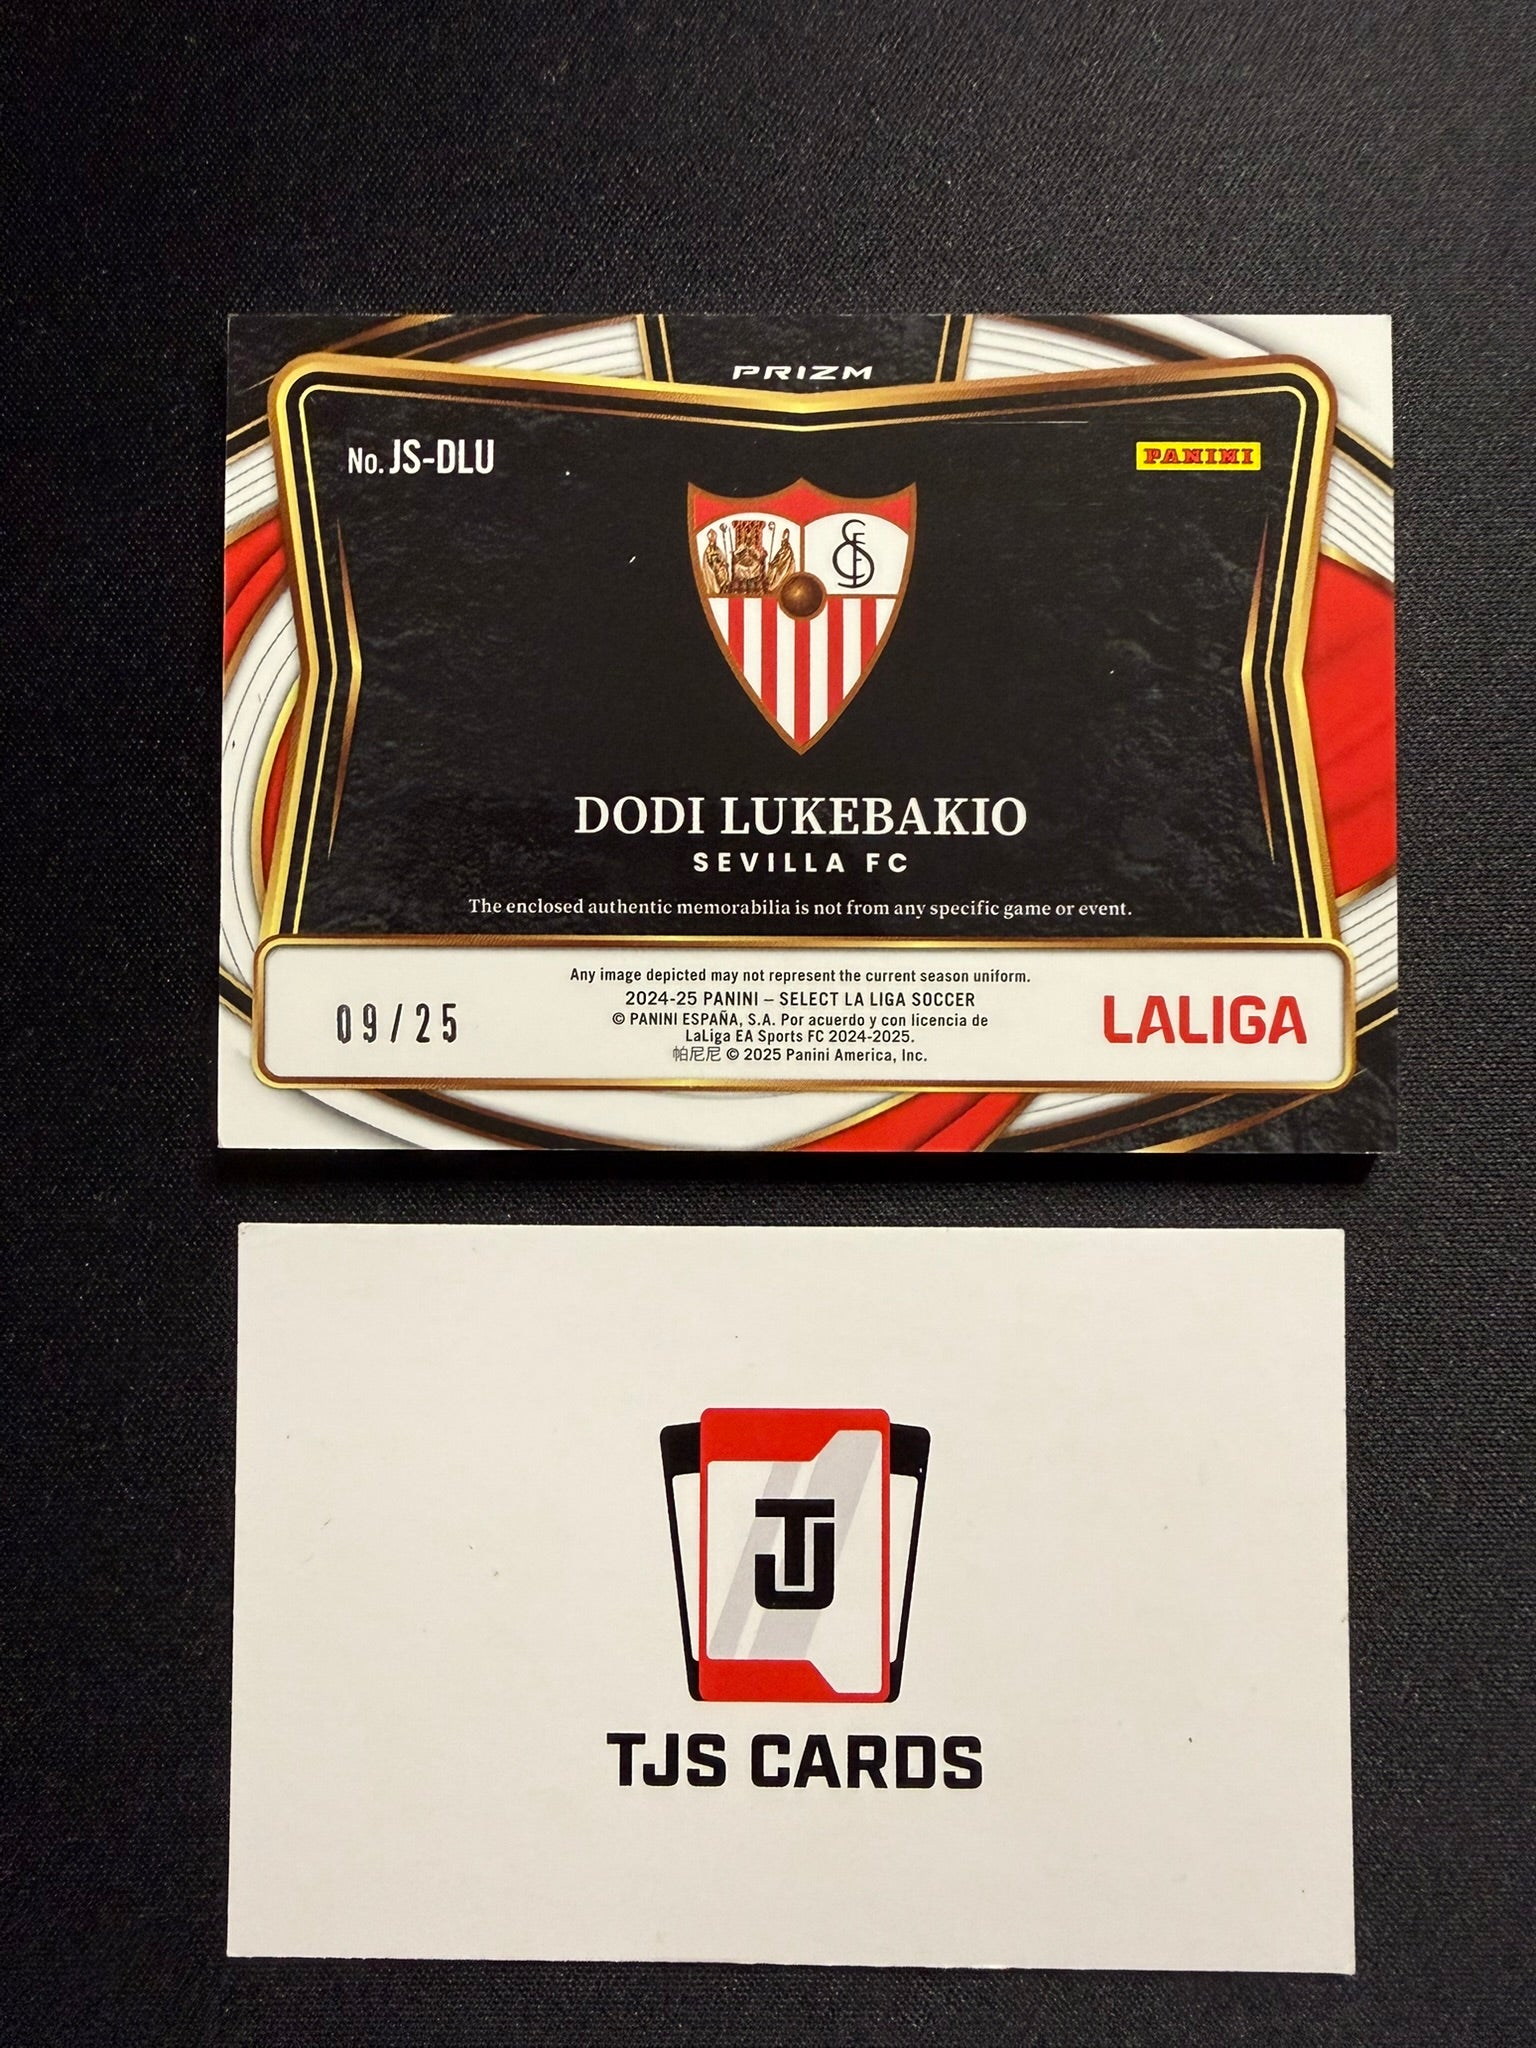 PRIZM
No. JS-DLU
PANINI
DODI LUKEBAKIO
SEVILLA FC
The enclosed authentic memorabilia is not from any specific game or event.
Any image depicted may not represent the current season uniform.
2024-25 PANINI – SELECT LA LIGA SOCCER
© PANINI ESPAÑA, S.A. Por acuerdo y con licencia de
LaLiga EA Sports FC 2024-2025.
帕尼尼 © 2025 Panini America, Inc.
09/25
LALIGA
TJ
TJS CARDS